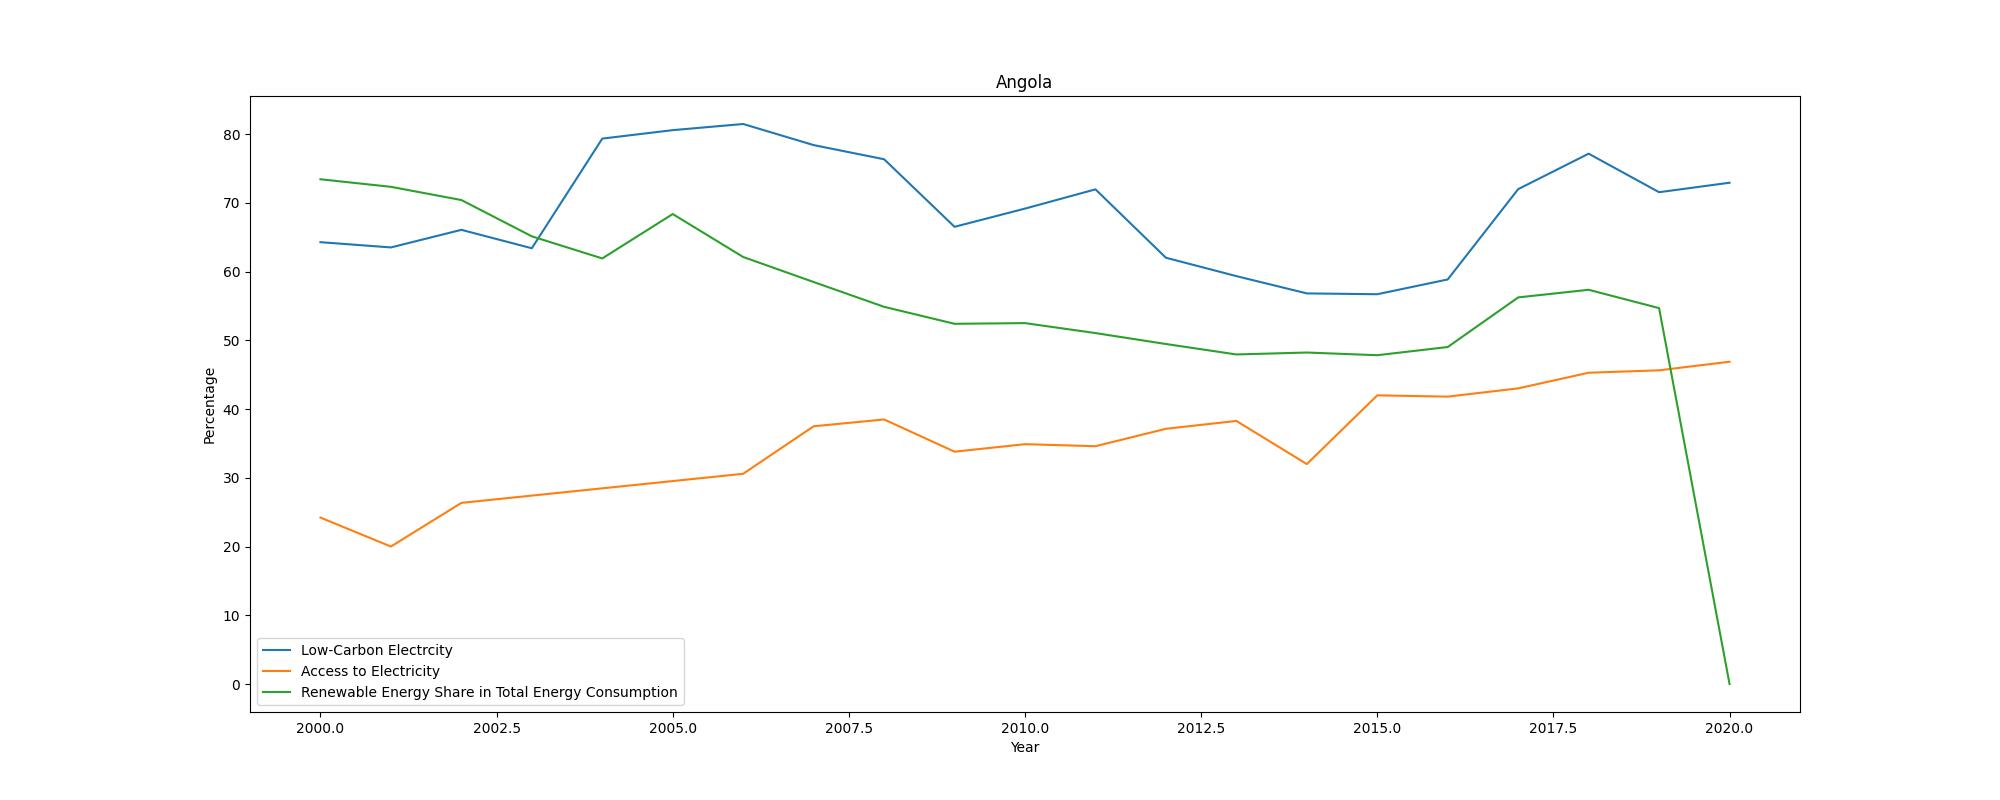 Angola
80
70
60
50
40
30
20
10
0
Percentage
Low-Carbon Electrcity
Access to Electricity
Renewable Energy Share in Total Energy Consumption
2000.0 2002.5 2005.0 2007.5 2010.0 2012.5 2015.0 2017.5 2020.0
Year